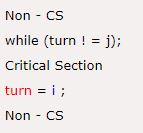 Non - CS
while (turn ! = j);
Critical Section
turn = i ;
Non - CS